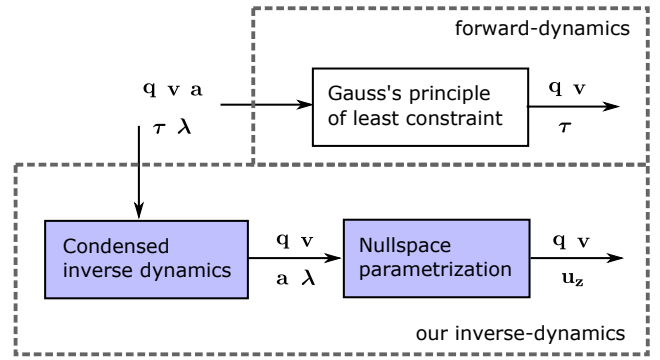 forward-dynamics
q v a
τ λ
Gauss's principle
of least constraint
q v
τ
Condensed
inverse dynamics
q v
a λ
Nullspace
parametrization
q v
u_z
our inverse-dynamics